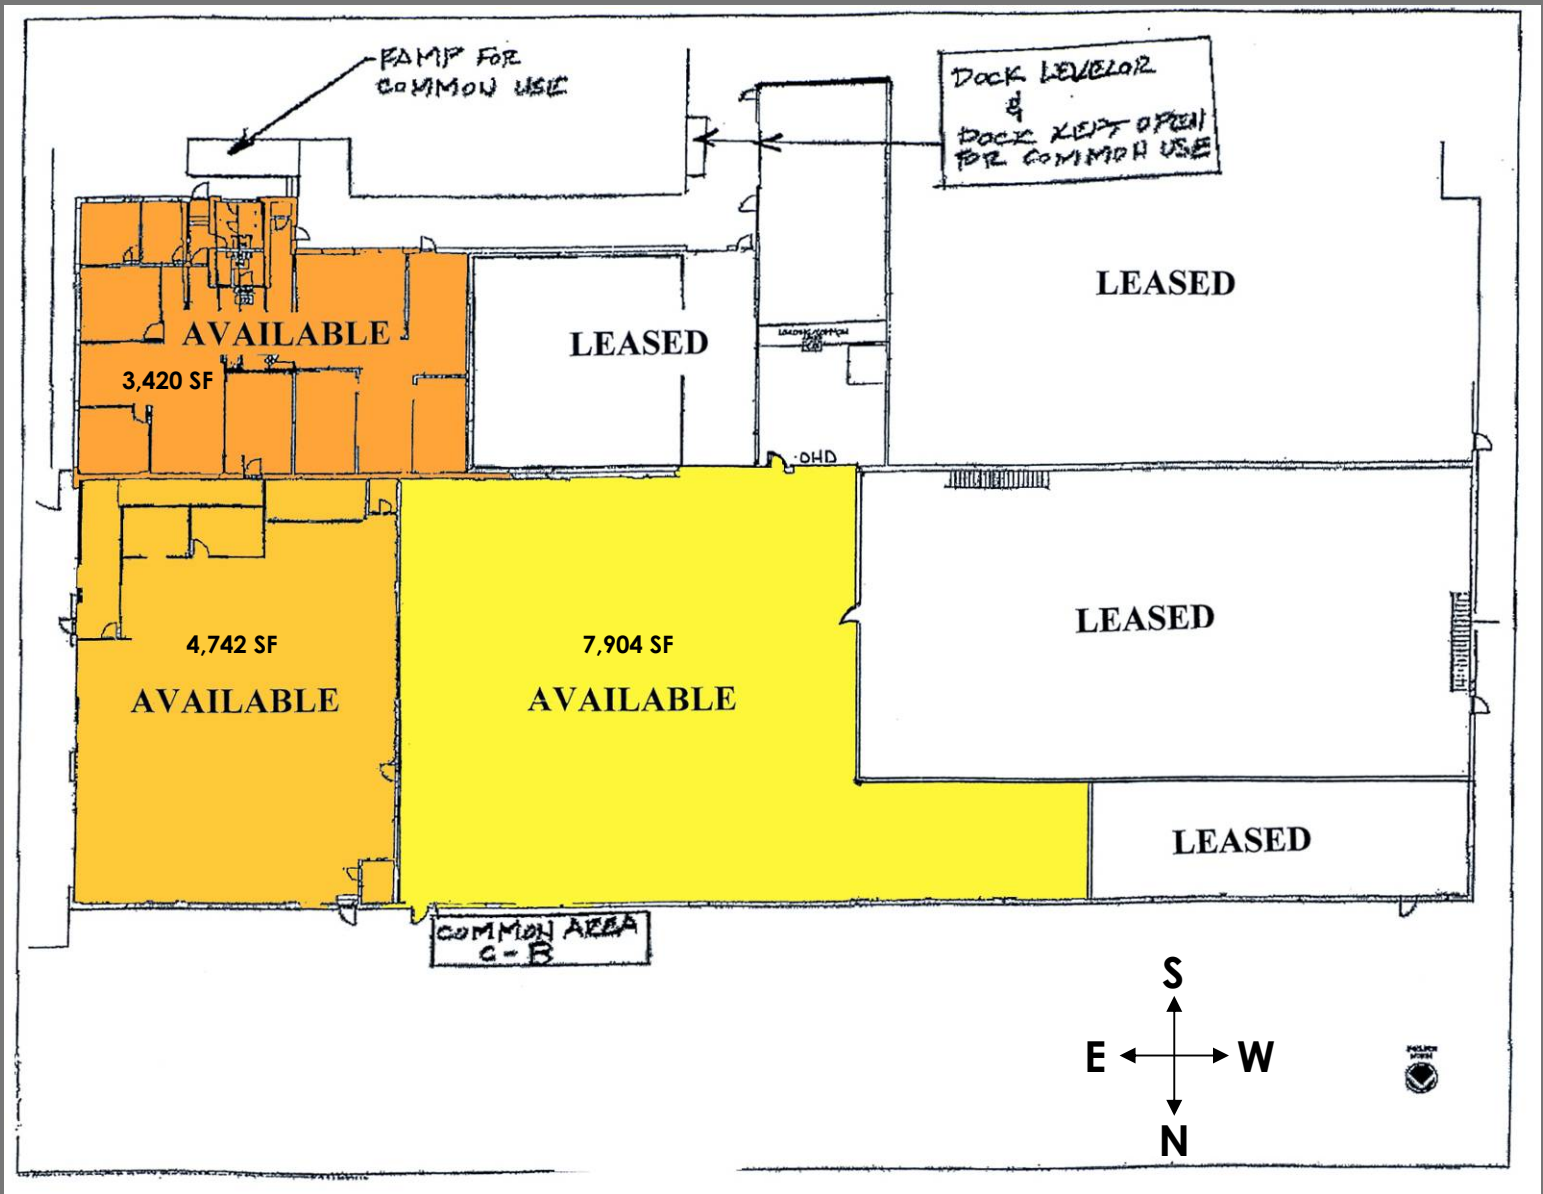 RAMP FOR
COMMON USE
DOCK LEVELOR
&
DOCK KEPT OPEN
FOR COMMON USE
LEASED
AVAILABLE
3,420 SF
LEASED
OHD
4,742 SF
AVAILABLE
7,904 SF
AVAILABLE
LEASED
LEASED
COMMON AREA
C-B
S
E
W
N